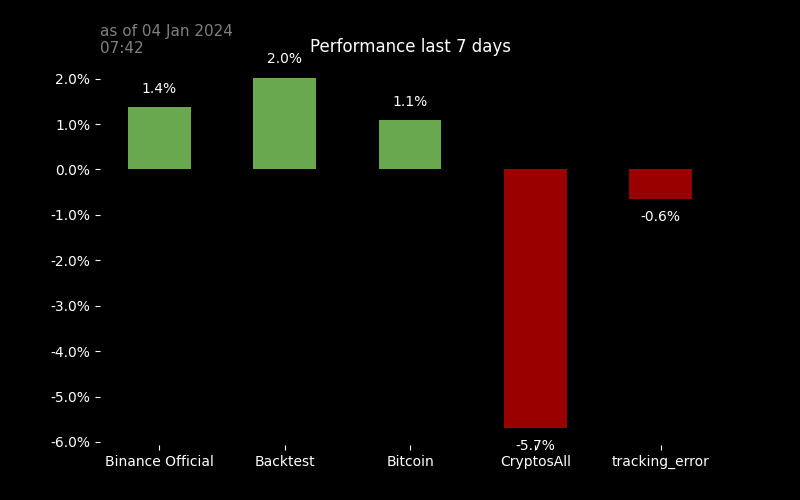 as of 04 Jan 2024
07:42
Performance last 7 days
2.0%
1.0%
0.0%
-1.0%
-2.0%
-3.0%
-4.0%
-5.0%
-6.0%
1.4%
2.0%
1.1%
-5.7%
-0.6%
Binance Official
Backtest
Bitcoin
CryptosAll
tracking_error